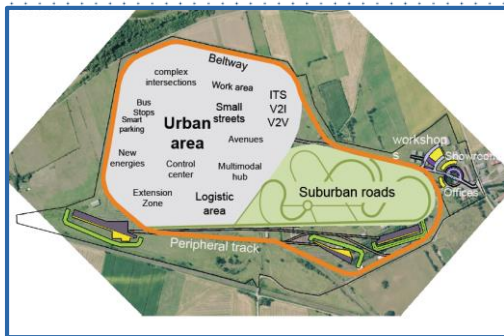 Beltway
complex
intersections
Work area
ITS
V2I
V2V
Bus
Stops
Smart
parking
Small
streets
Urban
area
Avenues
New
energies
Control
center
Multimodal
hub
Extension
Zone
Logistic
area
Suburban roads
workshop
s
Showroom
Offices
Peripheral track